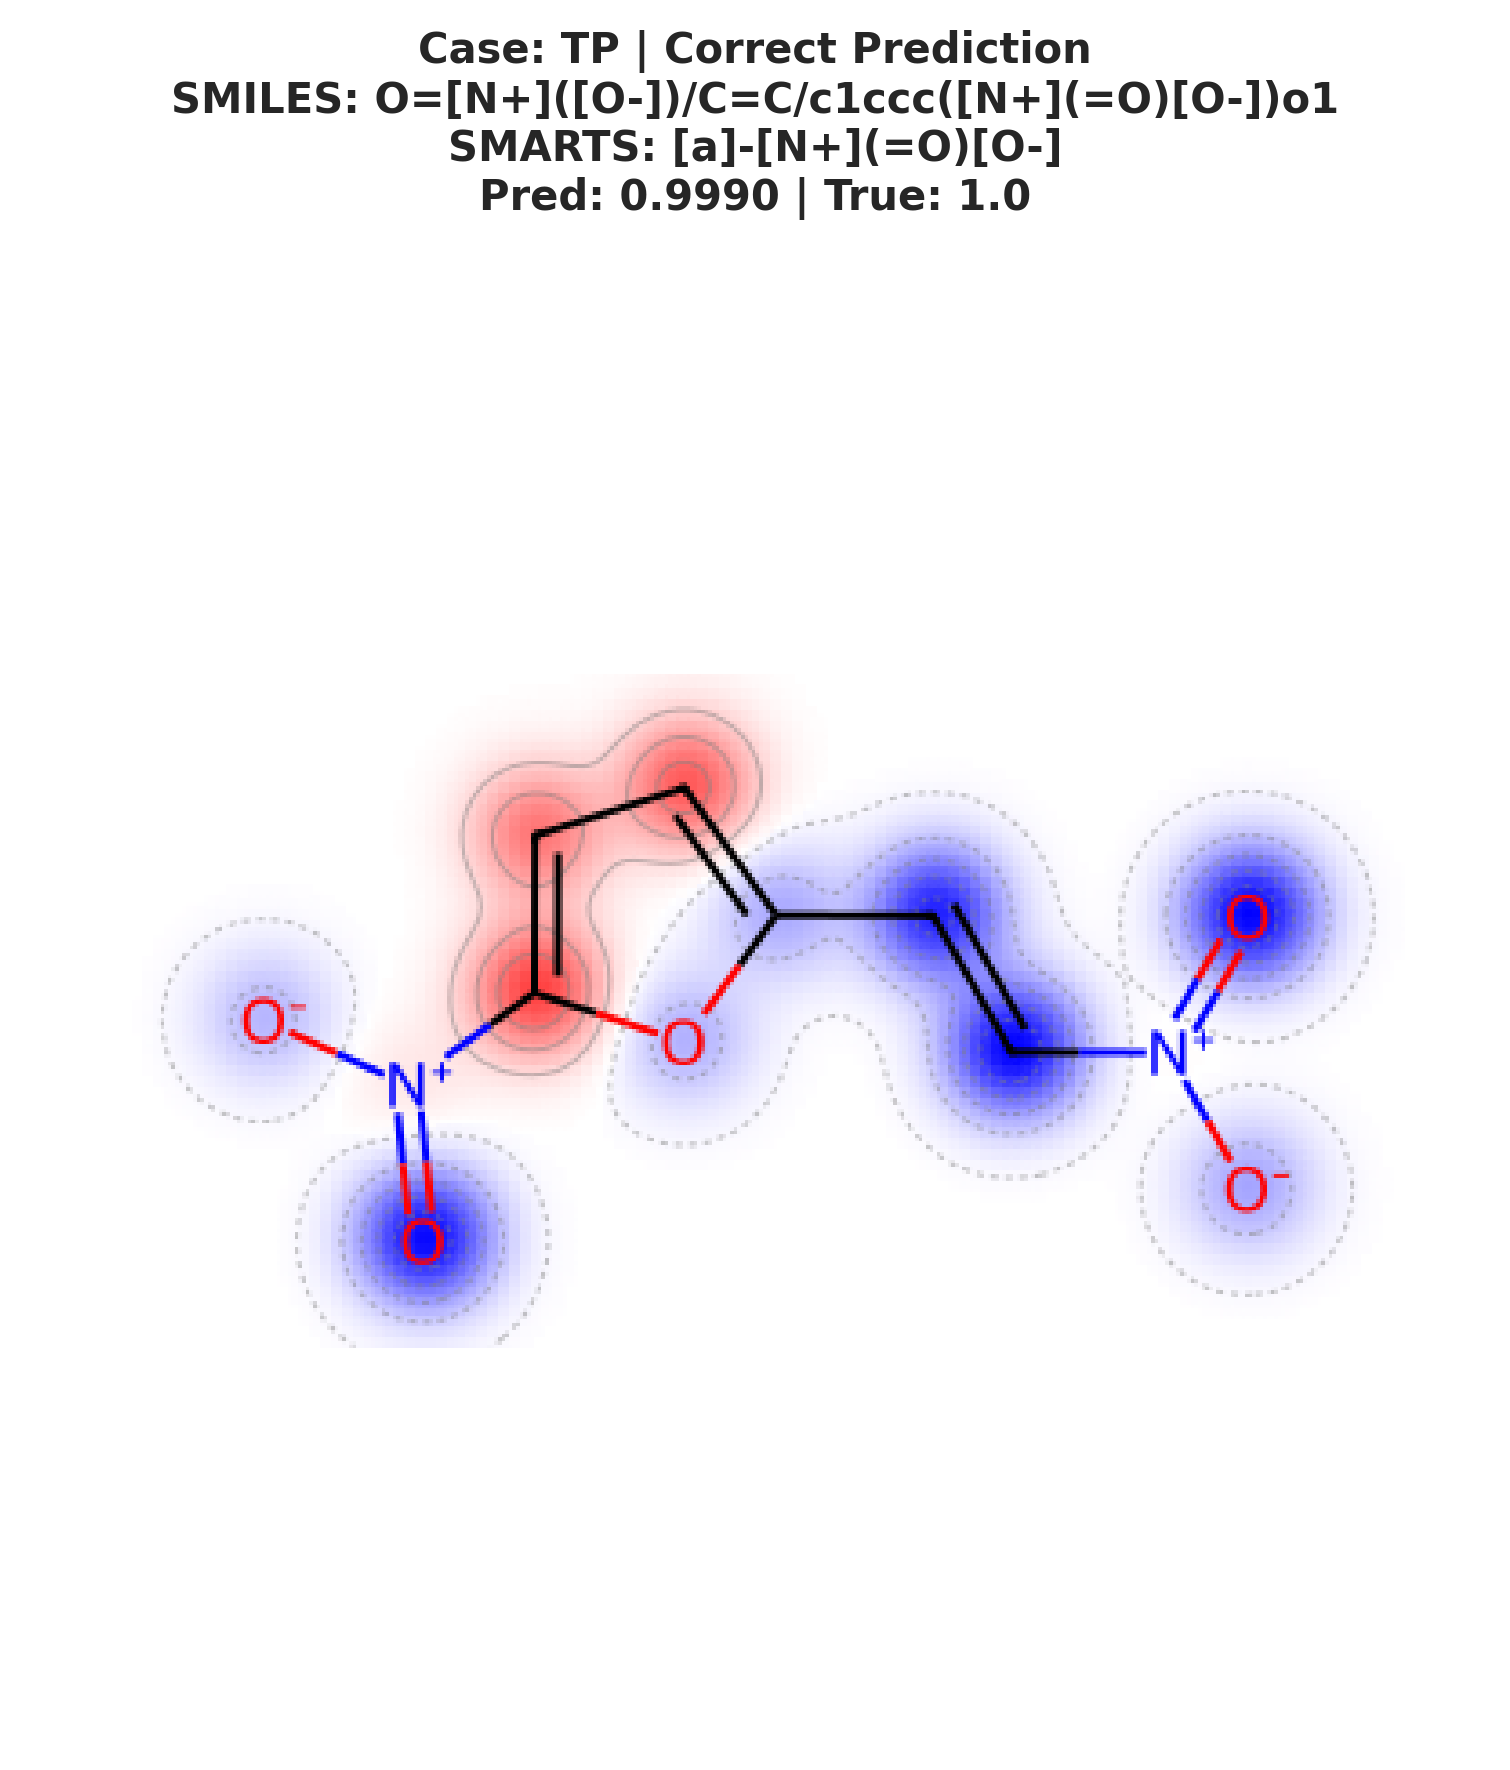 Case: TP | Correct Prediction
SMILES: O=[N+]([O-])/C=C/c1ccc([N+](=O)[O-])o1
SMARTS: [a]-[N+](=O)[O-]
Pred: 0.9990 | True: 1.0
O
O⁻
N⁺
O
N⁺
O⁻
O